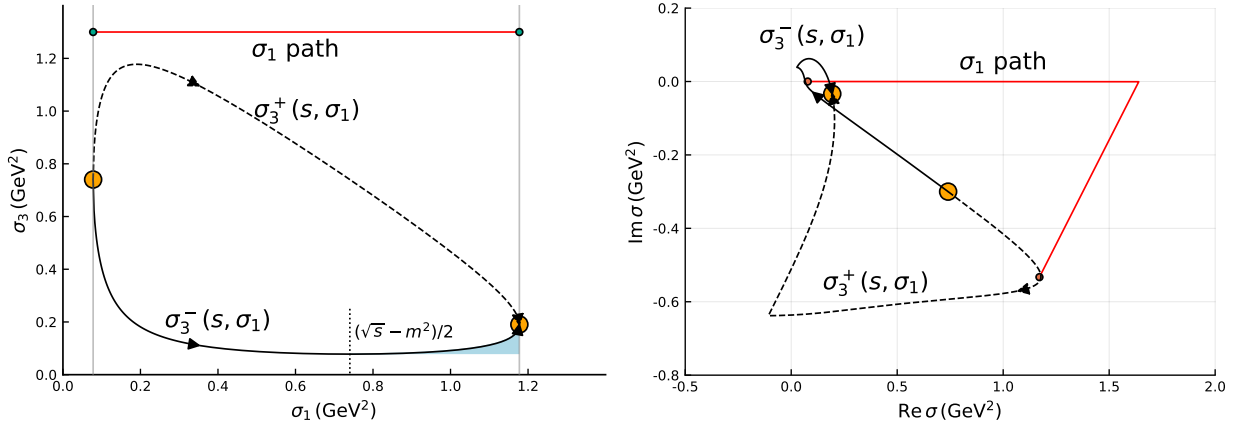 σ₁ path
σ₃⁺(s, σ₁)
σ₃⁻(s, σ₁)
(√s − m²)/2
σ₃ (GeV²)
0.0
0.2
0.4
0.6
0.8
1.0
1.2
0.0 0.2 0.4 0.6 0.8 1.0 1.2
σ₁ (GeV²)
σ₃⁻(s, σ₁)
σ₁ path
σ₃⁺(s, σ₁)
Im σ (GeV²)
0.2
0.0
-0.2
-0.4
-0.6
-0.8
-0.5 0.0 0.5 1.0 1.5 2.0
Re σ (GeV²)